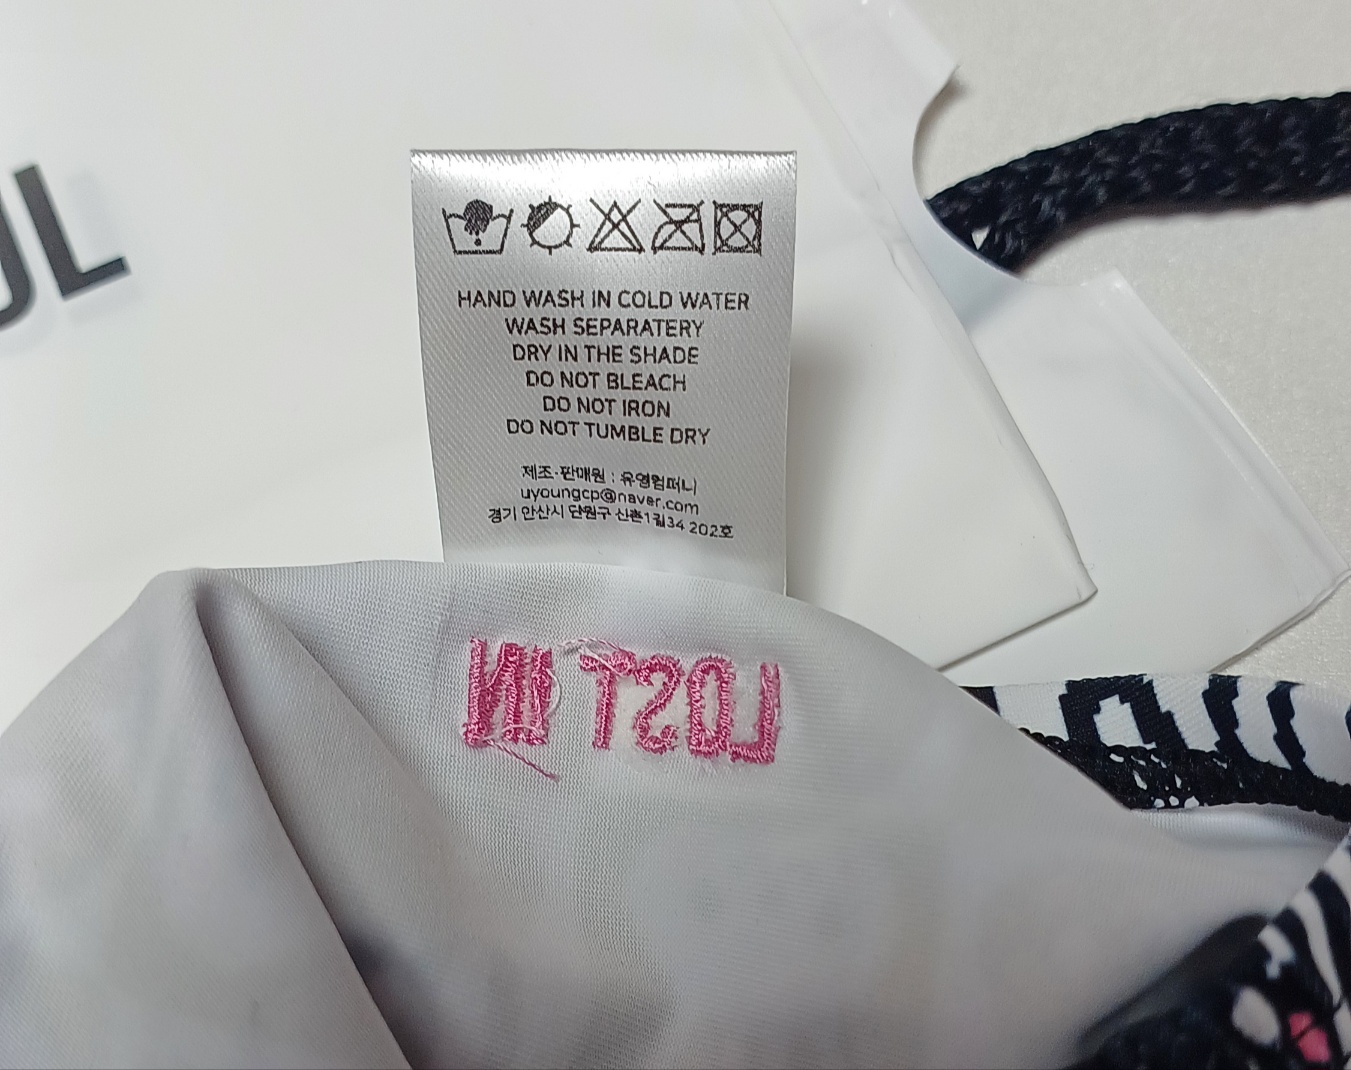 UL
HAND WASH IN COLD WATER
WASH SEPARATERY
DRY IN THE SHADE
DO NOT BLEACH
DO NOT IRON
DO NOT TUMBLE DRY
제조·판매원 : 유영컴퍼니
uyoungcp@naver.com
경기 안산시 단원구 신촌1길34 202호
LOST IN